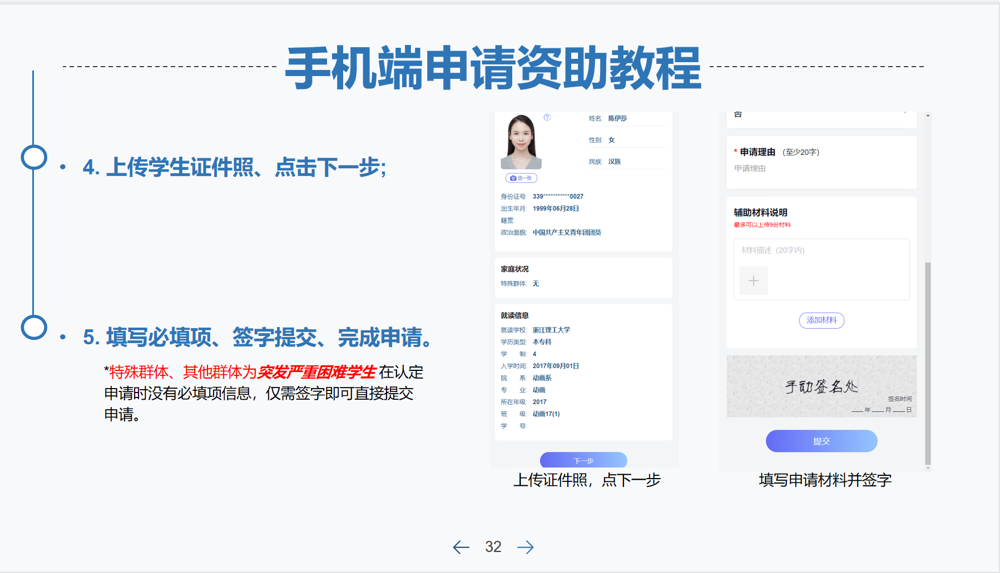 手机端申请资助教程
• 4. 上传学生证件照、点击下一步;
• 5. 填写必填项、签字提交、完成申请。
*特殊群体、其他群体为突发严重困难学生 在认定
申请时没有必填项信息，仅需签字即可直接提交
申请。
姓名: 陈伊莎
性别: 女
民族: 汉族
选一张
身份证号: 339***********0027
出生年月: 1999年06月28日
籍贯:
政治面貌: 中国共产主义青年团团员
家庭状况
特殊群体: 无
就读信息
就读学校: 浙江理工大学
学历类型: 本专科
学 制: 4
入学时间: 2017年09月01日
院 系: 动画系
专 业: 动画
所在年级: 2017
班 级: 动画17(1)
学 号:
下一步
上传证件照，点下一步
否
* 申请理由 （至少20字）
申请理由
辅助材料说明
最多可以上传9份材料
材料描述（20字内）
添加材料
手动签名处
签名时间
___年___月___日
提交
填写申请材料并签字
32